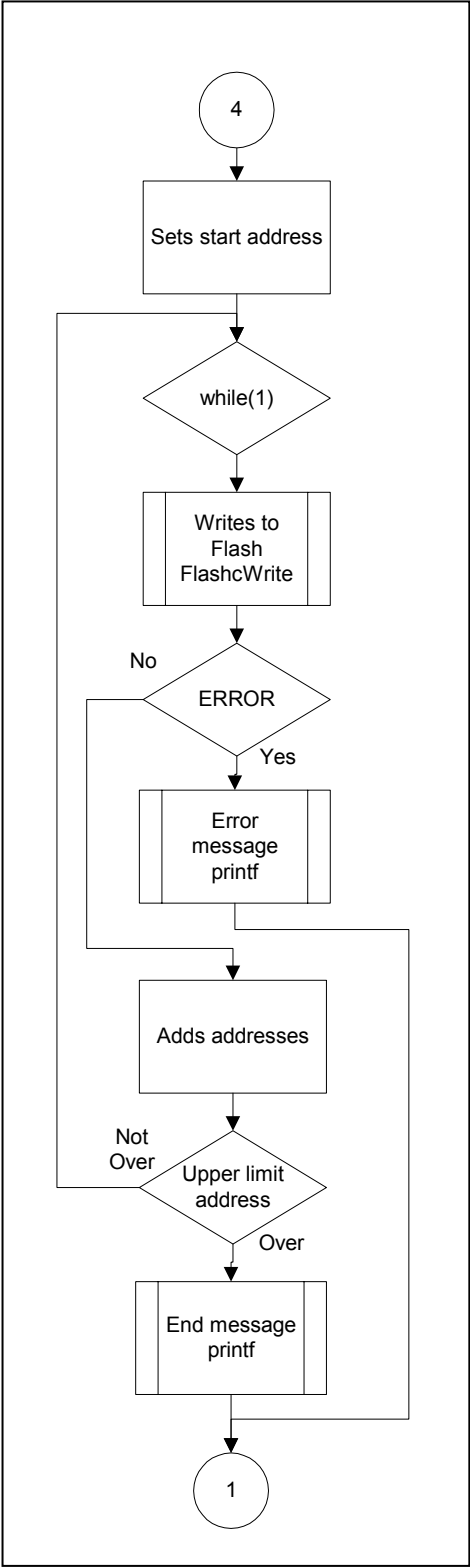 4
Sets start address
while(1)
Writes to
Flash
FlashcWrite
No
ERROR
Yes
Error
message
printf
Adds addresses
Not
Over
Upper limit
address
Over
End message
printf
1